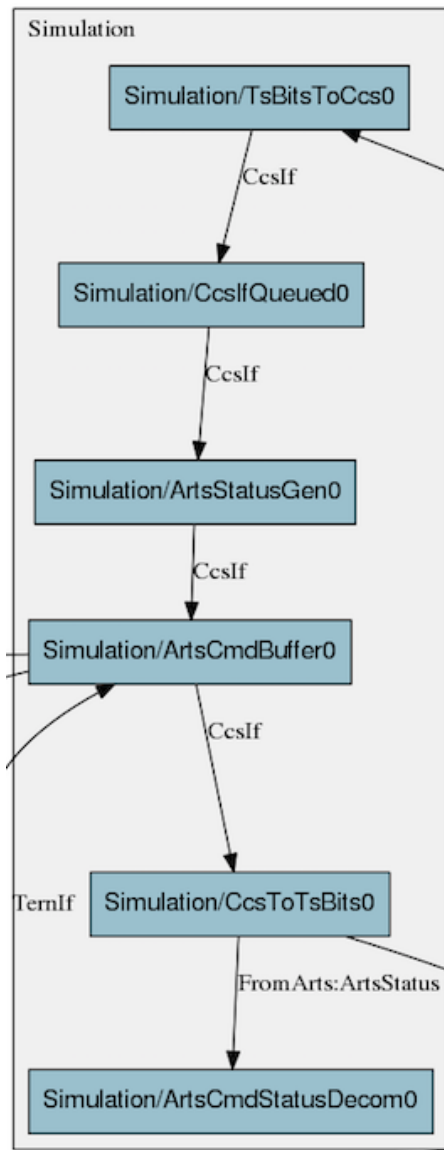 Simulation
Simulation/TsBitsToCcs0
CcsIf
Simulation/CcsIfQueued0
CcsIf
Simulation/ArtsStatusGen0
CcsIf
Simulation/ArtsCmdBuffer0
CcsIf
Simulation/CcsToTsBits0
TernIf
FromArts:ArtsStatus
Simulation/ArtsCmdStatusDecom0